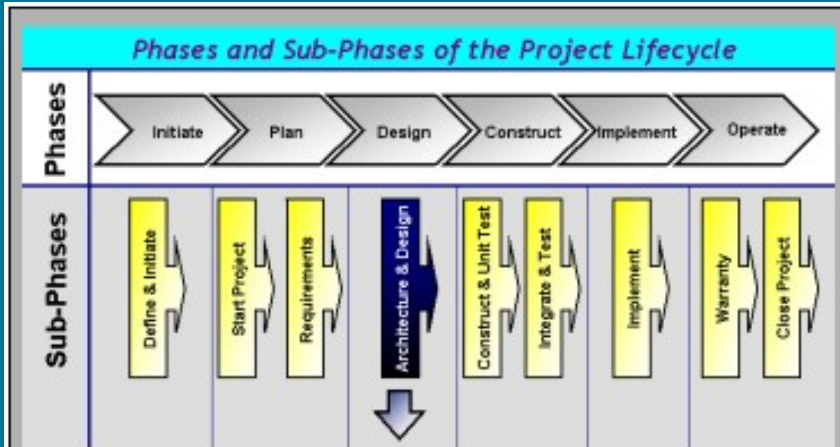 Phases and Sub-Phases of the Project Lifecycle
Phases
Initiate
Plan
Design
Construct
Implement
Operate
Sub-Phases
Define & Initiate
Start Project
Requirements
Architecture & Design
Construct & Unit Test
Integrate & Test
Implement
Warranty
Close Project